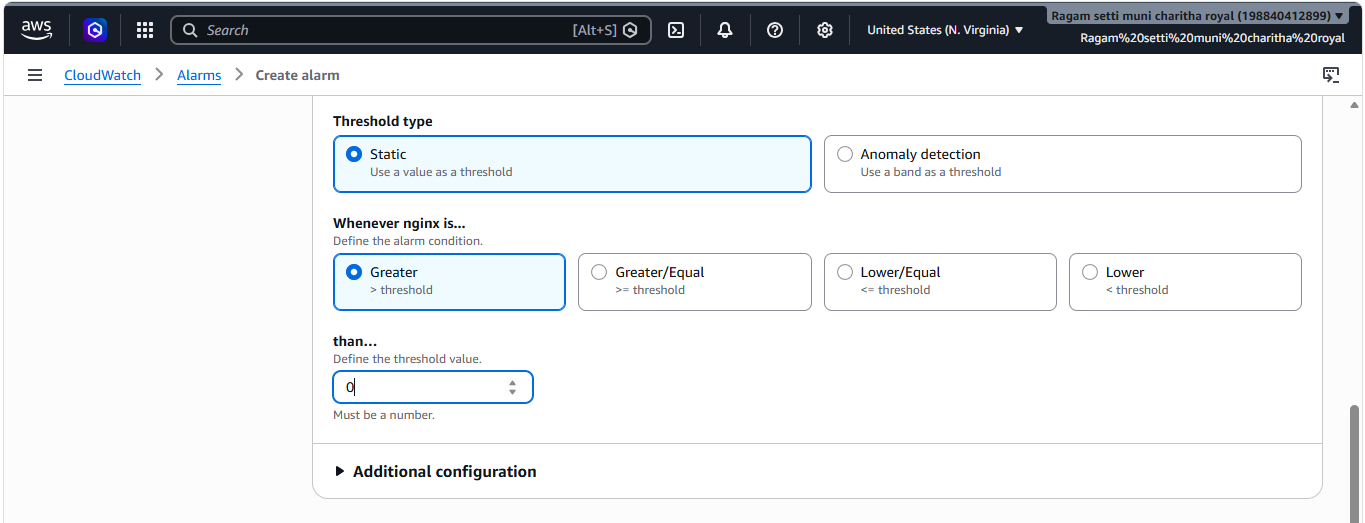 aws
Search
[Alt+S]
United States (N. Virginia) ▼
Ragam setti muni charitha royal (198840412899) ▼
Ragam%20setti%20muni%20charitha%20royal
CloudWatch > Alarms > Create alarm
Threshold type
Static
Use a value as a threshold
Anomaly detection
Use a band as a threshold
Whenever nginx is...
Define the alarm condition.
Greater
> threshold
Greater/Equal
>= threshold
Lower/Equal
<= threshold
Lower
< threshold
than...
Define the threshold value.
0
Must be a number.
Additional configuration